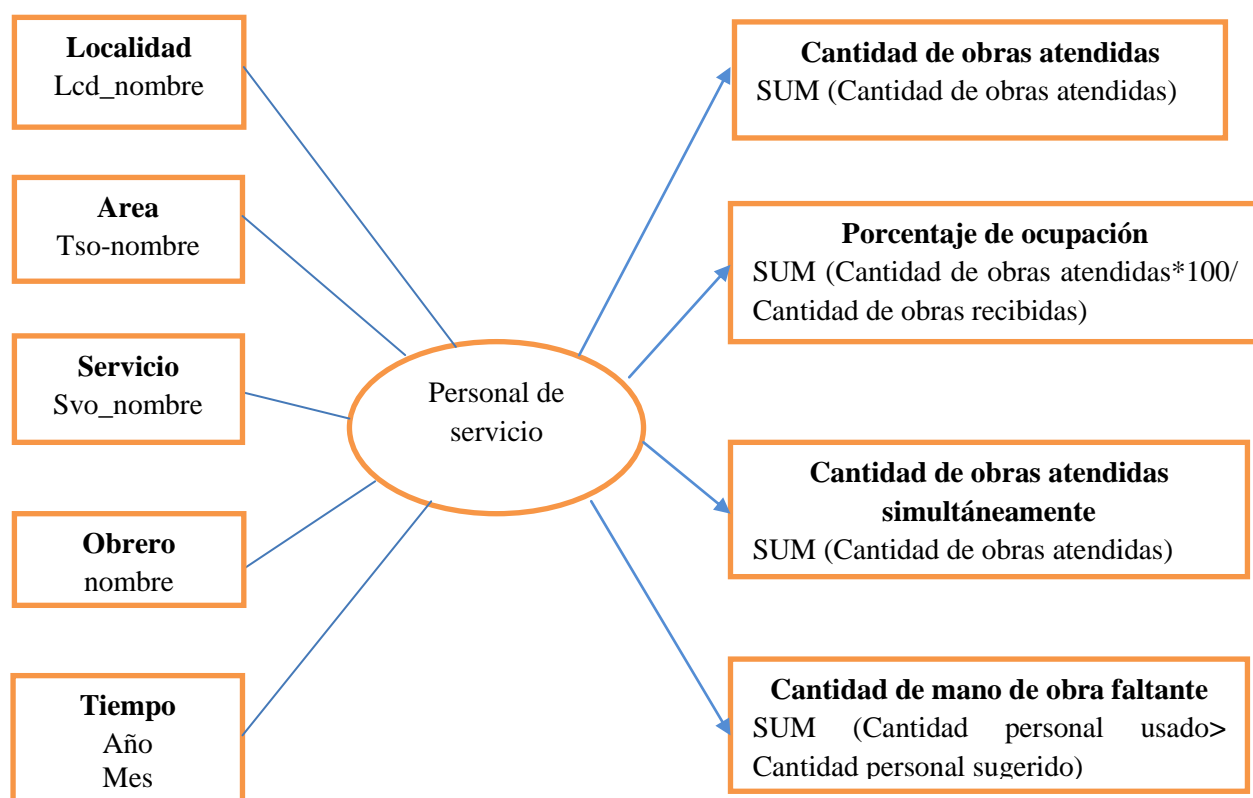 Localidad
Lcd_nombre
Area
Tso-nombre
Servicio
Svo_nombre
Obrero
nombre
Tiempo
Año
Mes
Personal de
servicio
Cantidad de obras atendidas
SUM (Cantidad de obras atendidas)
Porcentaje de ocupación
SUM (Cantidad de obras atendidas*100/
Cantidad de obras recibidas)
Cantidad de obras atendidas
simultáneamente
SUM (Cantidad de obras atendidas)
Cantidad de mano de obra faltante
SUM (Cantidad personal usado>
Cantidad personal sugerido)